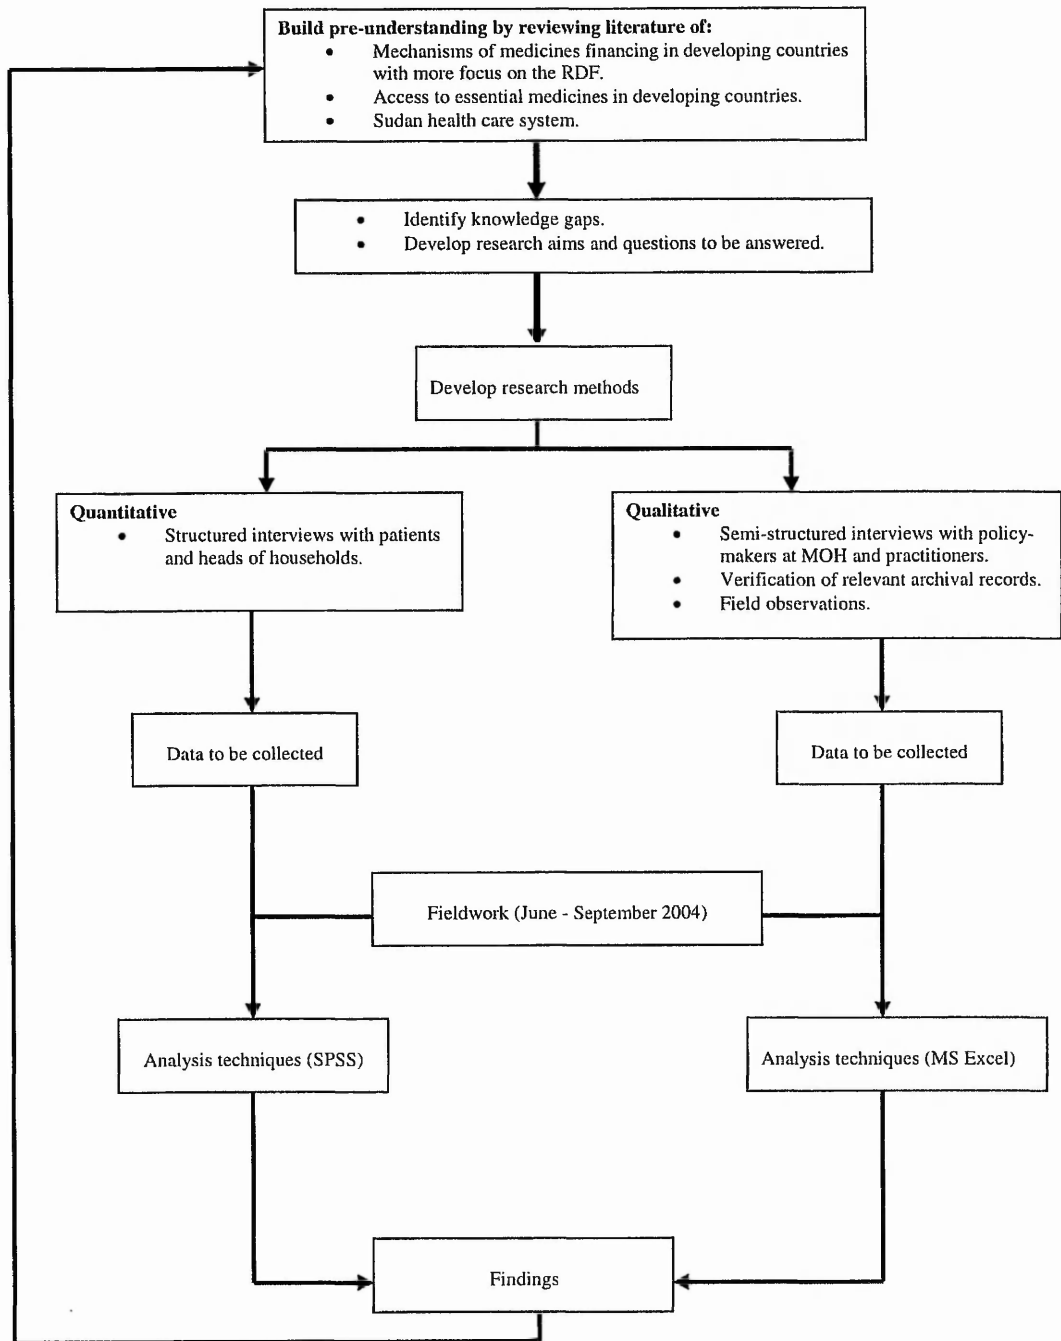 Build pre-understanding by reviewing literature of:
• Mechanisms of medicines financing in developing countries
with more focus on the RDF.
• Access to essential medicines in developing countries.
• Sudan health care system.
• Identify knowledge gaps.
• Develop research aims and questions to be answered.
Develop research methods
Quantitative
• Structured interviews with patients
and heads of households.
Qualitative
• Semi-structured interviews with policy-
makers at MOH and practitioners.
• Verification of relevant archival records.
• Field observations.
Data to be collected
Data to be collected
Fieldwork (June - September 2004)
Analysis techniques (SPSS)
Analysis techniques (MS Excel)
Findings